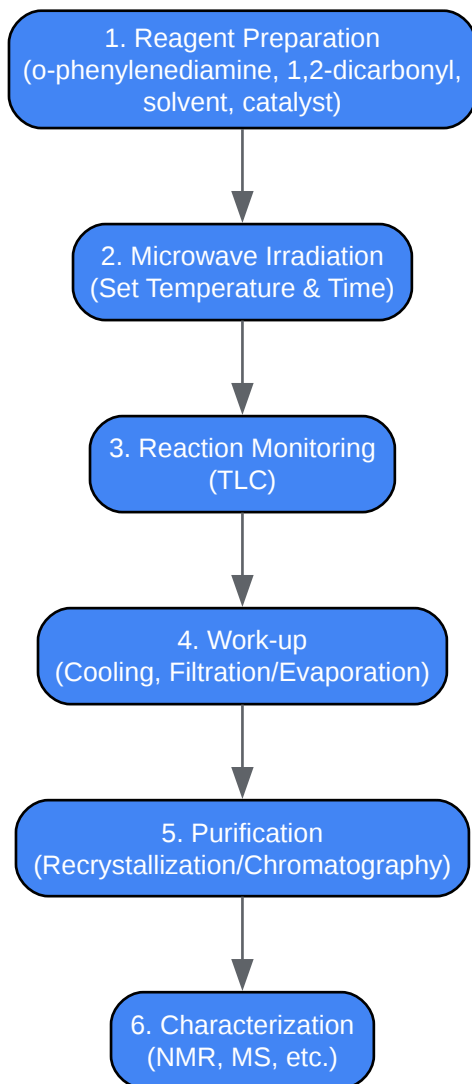 1. Reagent Preparation
(o-phenylenediamine, 1,2-dicarbonyl,
solvent, catalyst)
2. Microwave Irradiation
(Set Temperature & Time)
3. Reaction Monitoring
(TLC)
4. Work-up
(Cooling, Filtration/Evaporation)
5. Purification
(Recrystallization/Chromatography)
6. Characterization
(NMR, MS, etc.)